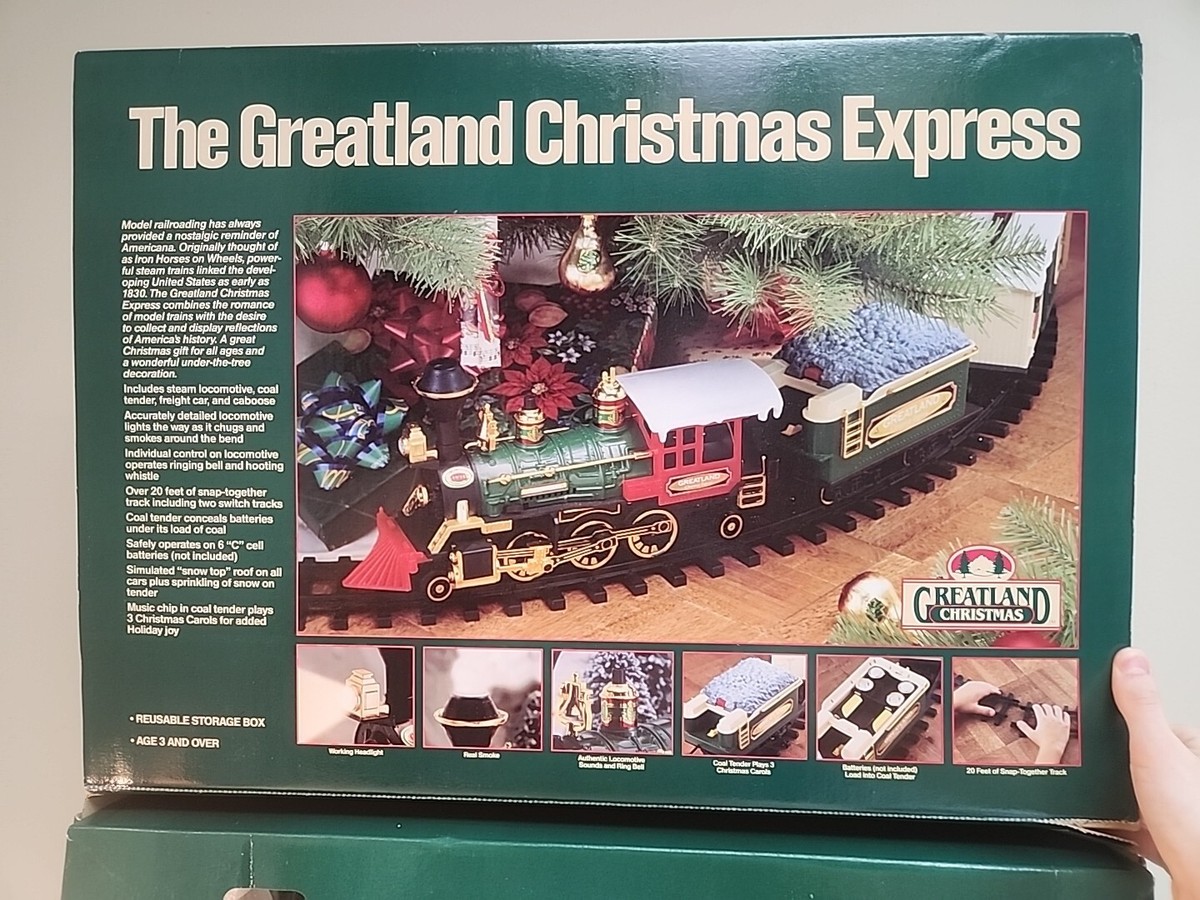 The Greatland Christmas Express
Model railroading has always
provided a nostalgic reminder of
Americana. Originally thought of
as Iron Horses on Wheels, power-
ful steam trains linked the devel-
oping United States as early as
1830. The Greatland Christmas
Express combines the romance
of model trains with the desire
to collect and display reflections
of America's history. A great
Christmas gift for all ages and
a wonderful under-the-tree
decoration.
Includes steam locomotive, coal
tender, freight car, and caboose
Accurately detailed locomotive
lights the way as it chugs and
smokes around the bend
Individual control on locomotive
operates ringing bell and hooting
whistle
Over 20 feet of snap-together
track including two switch tracks
Coal tender conceals batteries
under its load of coal
Safely operates on 6 "C" cell
batteries (not included)
Simulated "snow top" roof on all
cars plus sprinkling of snow on
tender
Music chip in coal tender plays
3 Christmas Carols for added
Holiday joy
• REUSABLE STORAGE BOX
• AGE 3 AND OVER
GREATLAND
GREATLAND
GREATLAND
CHRISTMAS
Working Headlight
Real Smoke
Authentic Locomotive
Sounds and Ring Bell
Coal Tender Plays 3
Christmas Carols
Batteries (not included)
Load into Coal Tender
20 Feet of Snap-Together Track